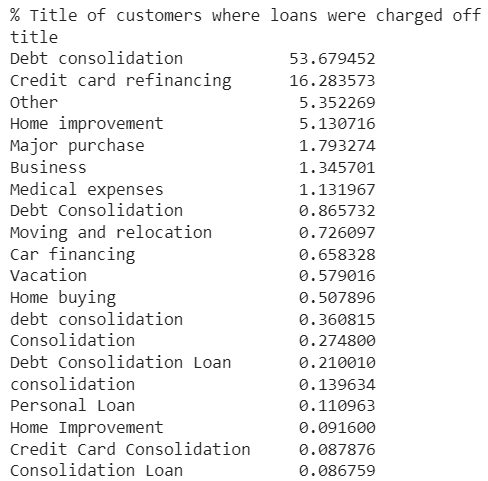 % Title of customers where loans were charged off
title
Debt consolidation 53.679452
Credit card refinancing 16.283573
Other 5.352269
Home improvement 5.130716
Major purchase 1.793274
Business 1.345701
Medical expenses 1.131967
Debt Consolidation 0.865732
Moving and relocation 0.726097
Car financing 0.658328
Vacation 0.579016
Home buying 0.507896
debt consolidation 0.360815
Consolidation 0.274800
Debt Consolidation Loan 0.210010
consolidation 0.139634
Personal Loan 0.110963
Home Improvement 0.091600
Credit Card Consolidation 0.087876
Consolidation Loan 0.086759